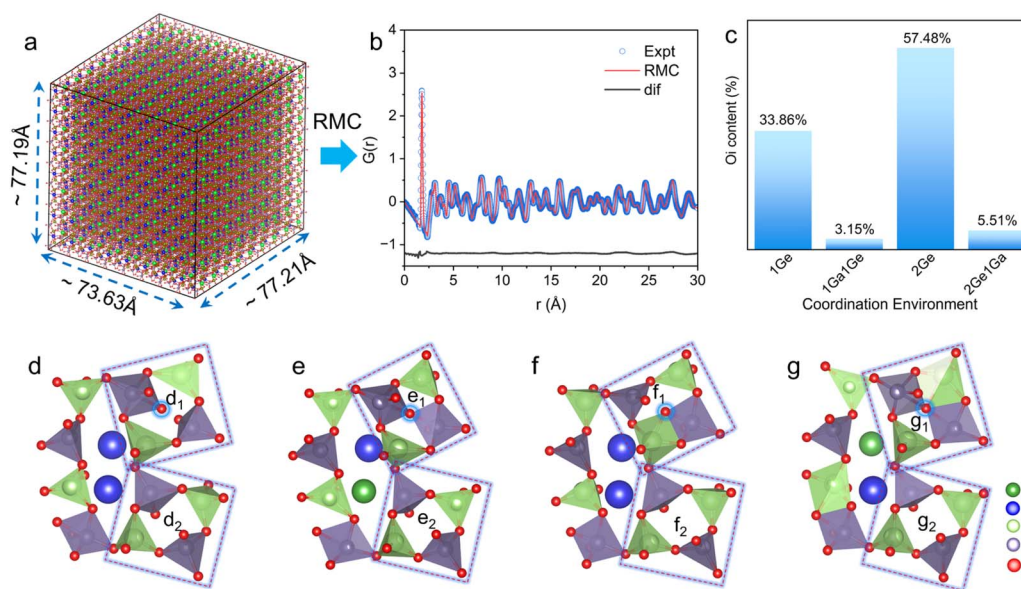 a
~ 77.19Å
~ 73.63Å
~ 77.21Å
RMC
b
4
3
2
1
0
−1
G(r)
Expt
RMC
dif
0
5
10
15
20
25
30
r (Å)
c
Oi content (%)
33.86%
3.15%
57.48%
5.51%
1Ge
1Ga1Ge
2Ge
2Ge1Ga
Coordination Environment
d
d1
d2
e
e1
e2
f
f1
f2
g
g1
g2